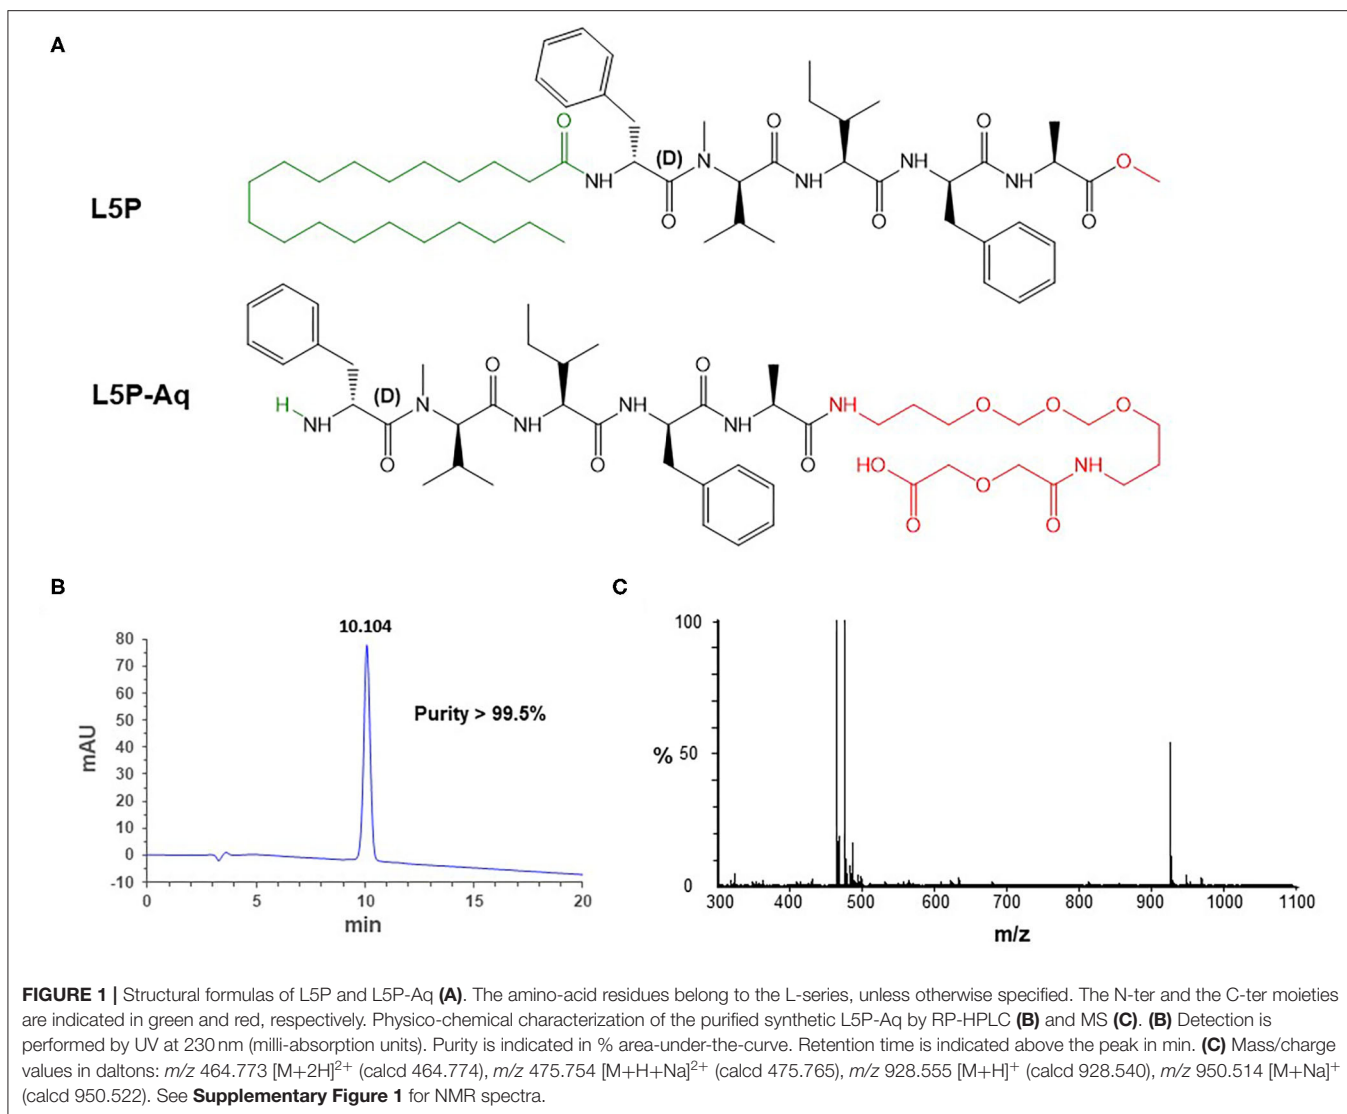 A
O
(D)
N
O
O
O
NH
NH
NH
NH
O
O
O
O
L5P
L5P-Aq
H
NH
(D)
N
O
NH
O
NH
O
NH
O
O
O
NH
O
O
O
HO
O
NH
O
O
B
10.104
Purity > 99.5%
mAU
80
70
60
50
40
30
20
10
0
-10
0
5
10
15
20
min
C
100
% 50
0
300
400
500
600
700
800
900
1000
1100
m/z
FIGURE 1 | Structural formulas of L5P and L5P-Aq (A). The amino-acid residues belong to the L-series, unless otherwise specified. The N-ter and the C-ter moieties
are indicated in green and red, respectively. Physico-chemical characterization of the purified synthetic L5P-Aq by RP-HPLC (B) and MS (C). (B) Detection is
performed by UV at 230 nm (milli-absorption units). Purity is indicated in % area-under-the-curve. Retention time is indicated above the peak in min. (C) Mass/charge
values in daltons: m/z 464.773 [M+2H]²⁺ (calcd 464.774), m/z 475.754 [M+H+Na]²⁺ (calcd 475.765), m/z 928.555 [M+H]⁺ (calcd 928.540), m/z 950.514 [M+Na]⁺
(calcd 950.522). See Supplementary Figure 1 for NMR spectra.